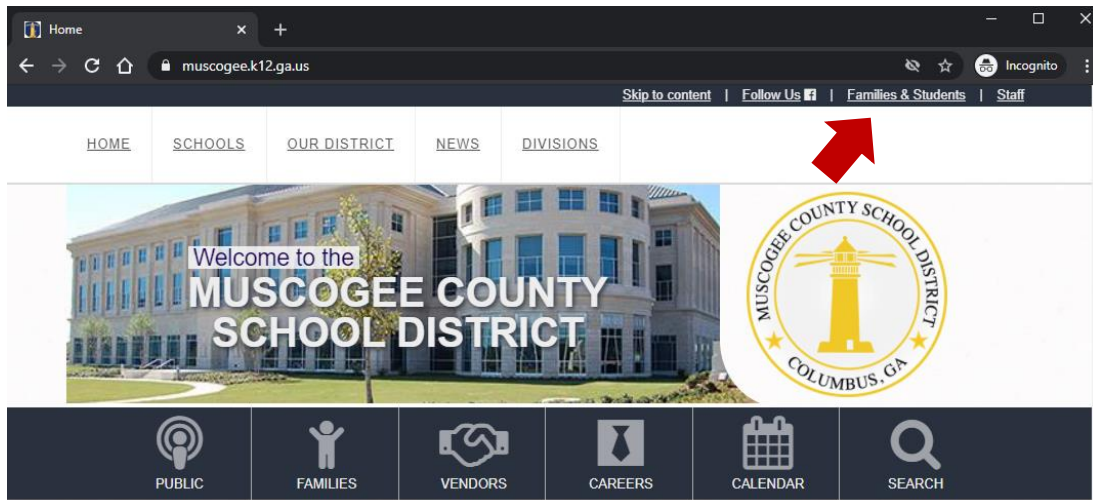 Home
muscogee.k12.ga.us Incognito
Skip to content | Follow Us | Families & Students | Staff
HOME SCHOOLS OUR DISTRICT NEWS DIVISIONS
Welcome to the
MUSCOGEE COUNTY
SCHOOL DISTRICT
MUSCOGEE COUNTY SCHOOL DISTRICT
COLUMBUS, GA
PUBLIC FAMILIES VENDORS CAREERS CALENDAR SEARCH